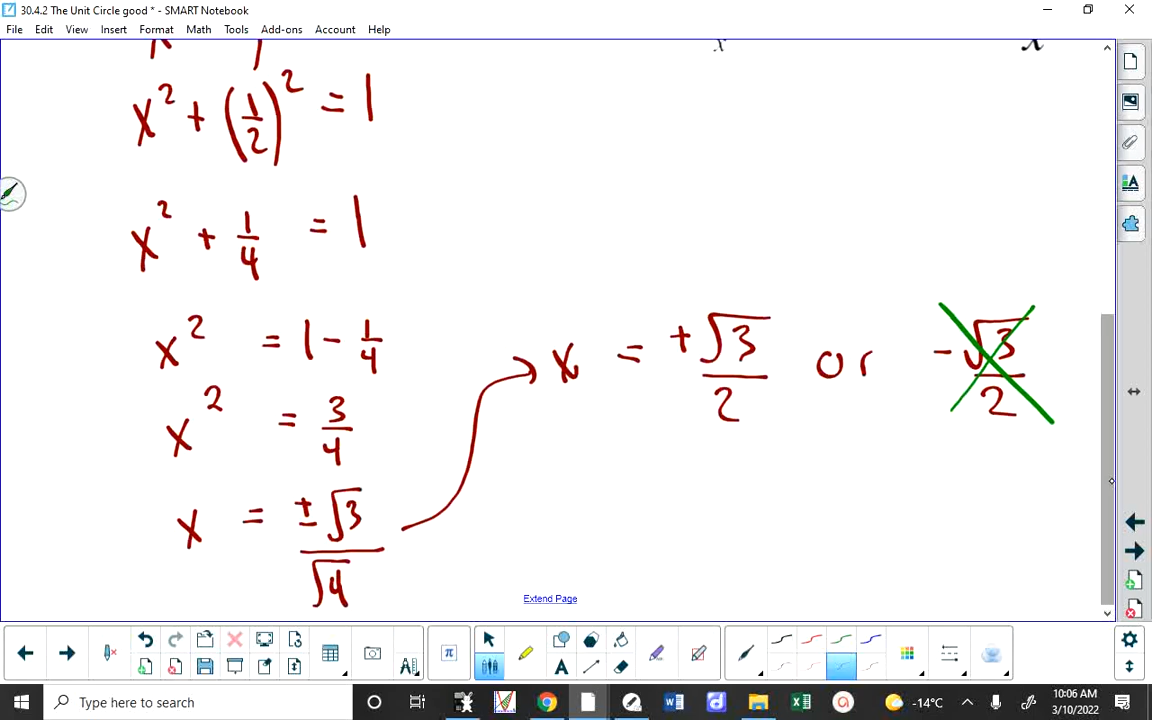 30.4.2 The Unit Circle good * - SMART Notebook
File Edit View Insert Format Math Tools Add-ons Account Help
x² + (1/2)² = 1
x² + 1/4 = 1
x² = 1 - 1/4
x² = 3/4
x = ±√3/√4
x = +√3/2 or -√3/2
Extend Page
Type here to search
-14°C
10:06 AM
3/10/2022